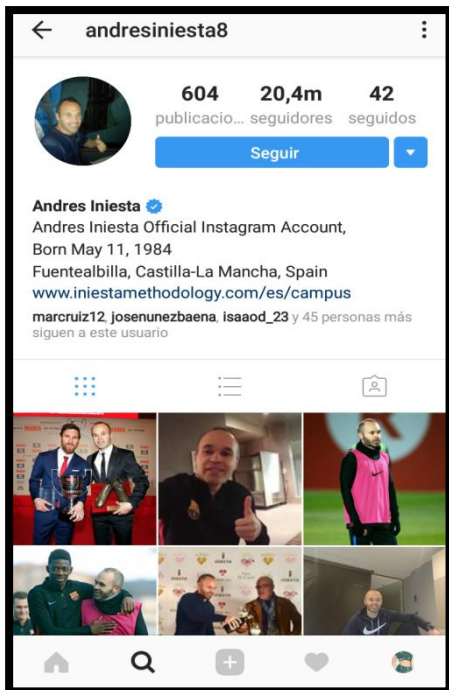 andresiniesta8
604 20,4m 42
publicacio... seguidores seguidos
Seguir
Andres Iniesta
Andres Iniesta Official Instagram Account,
Born May 11, 1984
Fuentealbilla, Castilla-La Mancha, Spain
www.iniestamethodology.com/es/campus
marcruiz12, josenunezbaena, isaaod_23 y 45 personas más
siguen a este usuario